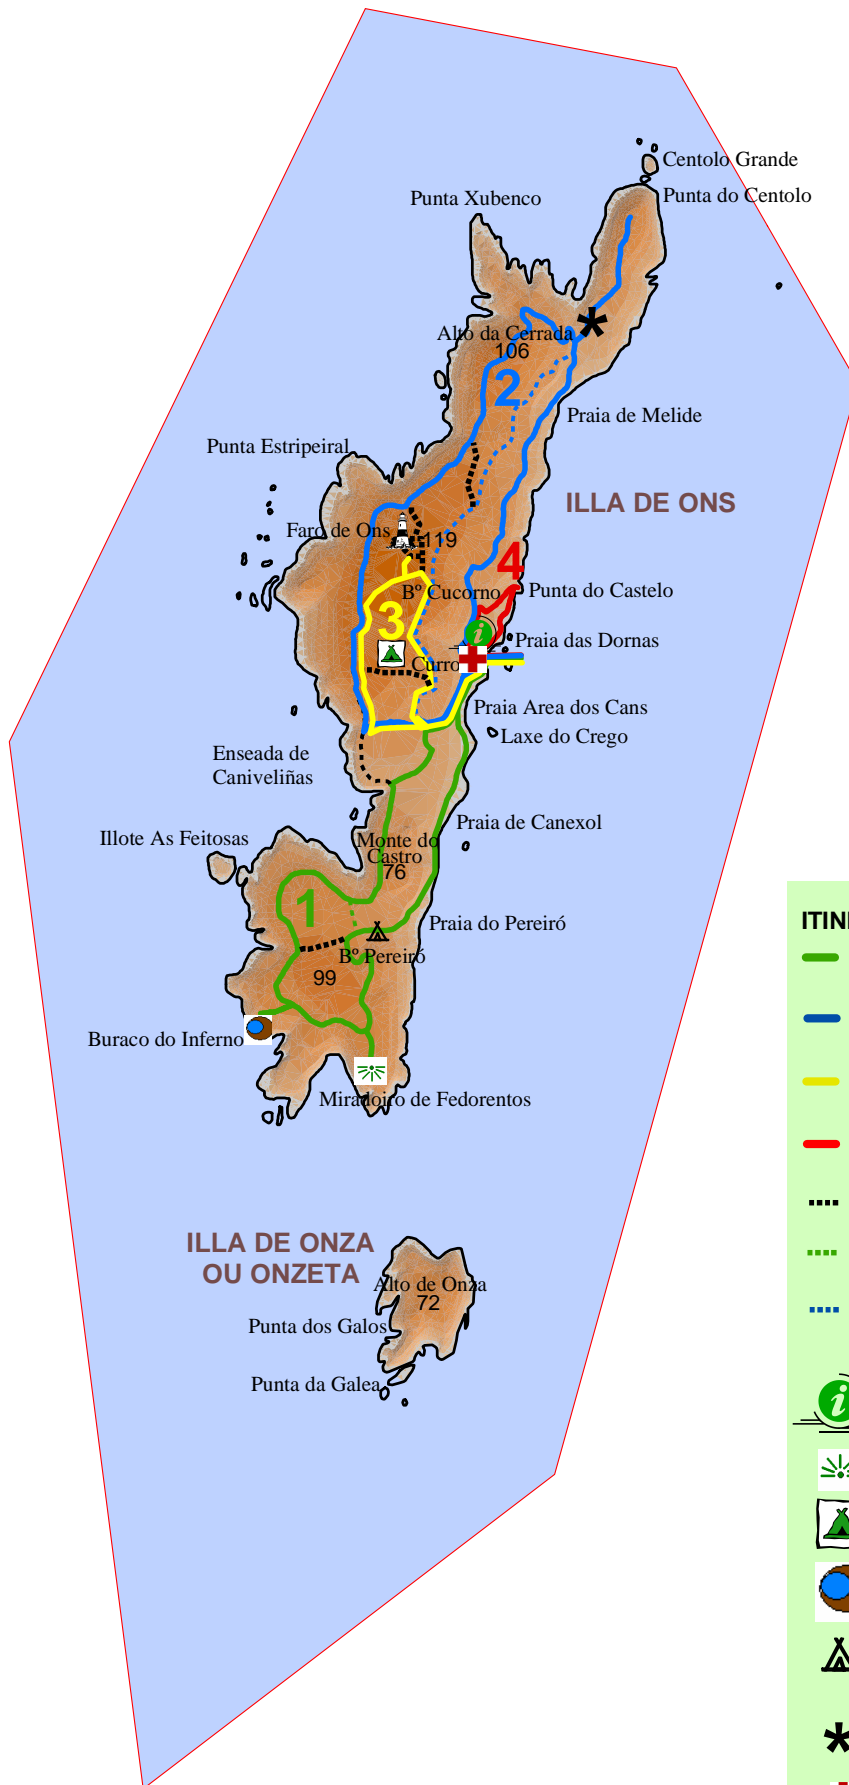 Centolo Grande
Punta do Centolo
Punta Xubenco
Alto da Cerrada
106
2
Praia de Melide
Punta Estripeiral
ILLA DE ONS
Faro de Ons
119
4
Bº Cucorno
Punta do Castelo
3
i
Praia das Dornas
Curro
Praia Area dos Cans
Laxe do Crego
Enseada de
Caniveliñas
Praia de Canexol
Illote As Feitosas
Monte do
Castro
76
1
Praia do Pereiró
Bº Pereiró
99
Buraco do Inferno
Miradoiro de Fedorentos
ILLA DE ONZA
OU ONZETA
Alto de Onza
72
Punta dos Galos
Punta da Galea
ITIN
i